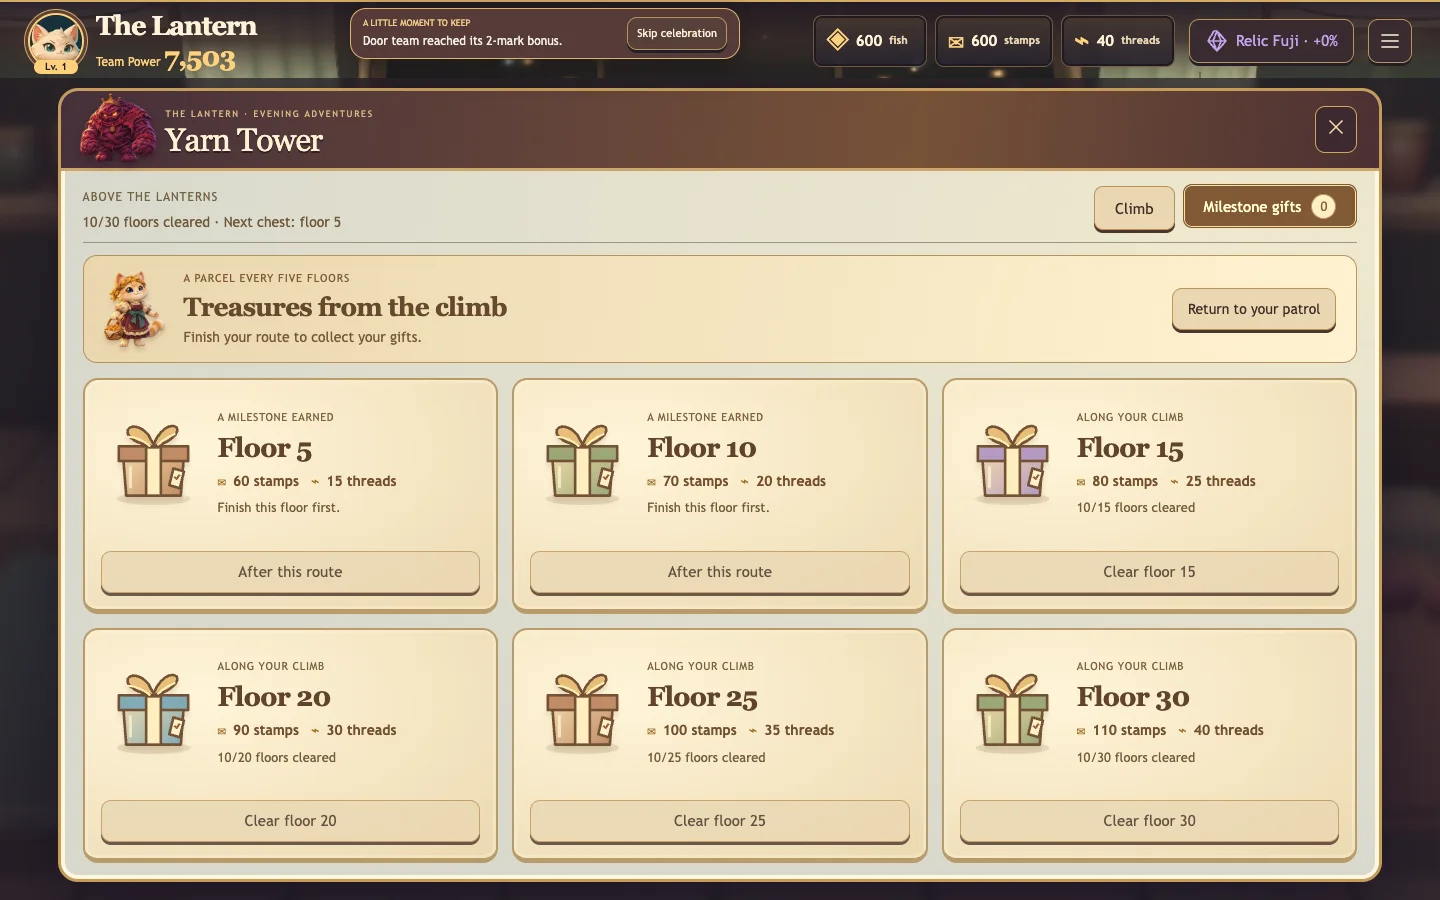 The Lantern
Lv. 1
Team Power 7,503
A LITTLE MOMENT TO KEEP
Door team reached its 2-mark bonus.
Skip celebration
600 fish
600 stamps
40 threads
Relic Fuji · +0%
THE LANTERN · EVENING ADVENTURES
Yarn Tower
ABOVE THE LANTERNS
10/30 floors cleared · Next chest: floor 5
Climb
Milestone gifts 0
A PARCEL EVERY FIVE FLOORS
Treasures from the climb
Finish your route to collect your gifts.
Return to your patrol
A MILESTONE EARNED
Floor 5
60 stamps 15 threads
Finish this floor first.
After this route
A MILESTONE EARNED
Floor 10
70 stamps 20 threads
Finish this floor first.
After this route
ALONG YOUR CLIMB
Floor 15
80 stamps 25 threads
10/15 floors cleared
Clear floor 15
ALONG YOUR CLIMB
Floor 20
90 stamps 30 threads
10/20 floors cleared
Clear floor 20
ALONG YOUR CLIMB
Floor 25
100 stamps 35 threads
10/25 floors cleared
Clear floor 25
ALONG YOUR CLIMB
Floor 30
110 stamps 40 threads
10/30 floors cleared
Clear floor 30